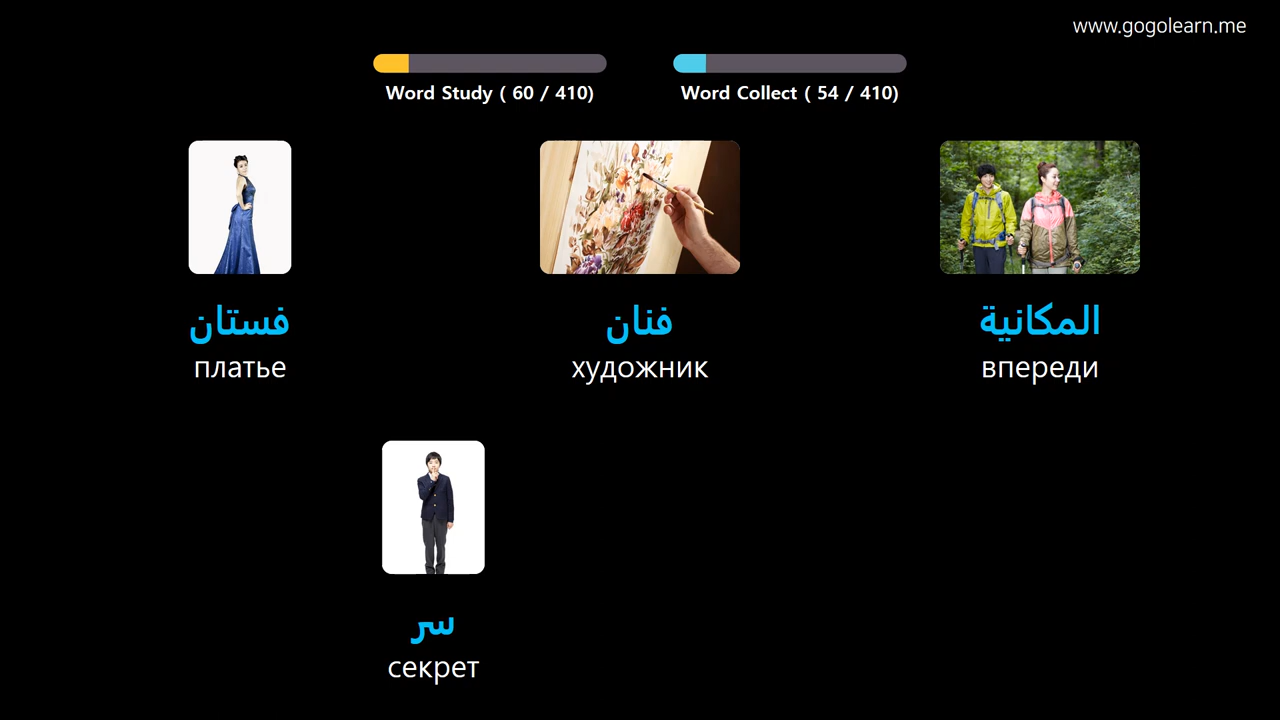 www.gogolearn.me
Word Study ( 60 / 410)
Word Collect ( 54 / 410)
فستان
платье
فنان
художник
المكانية
впереди
سر
секрет